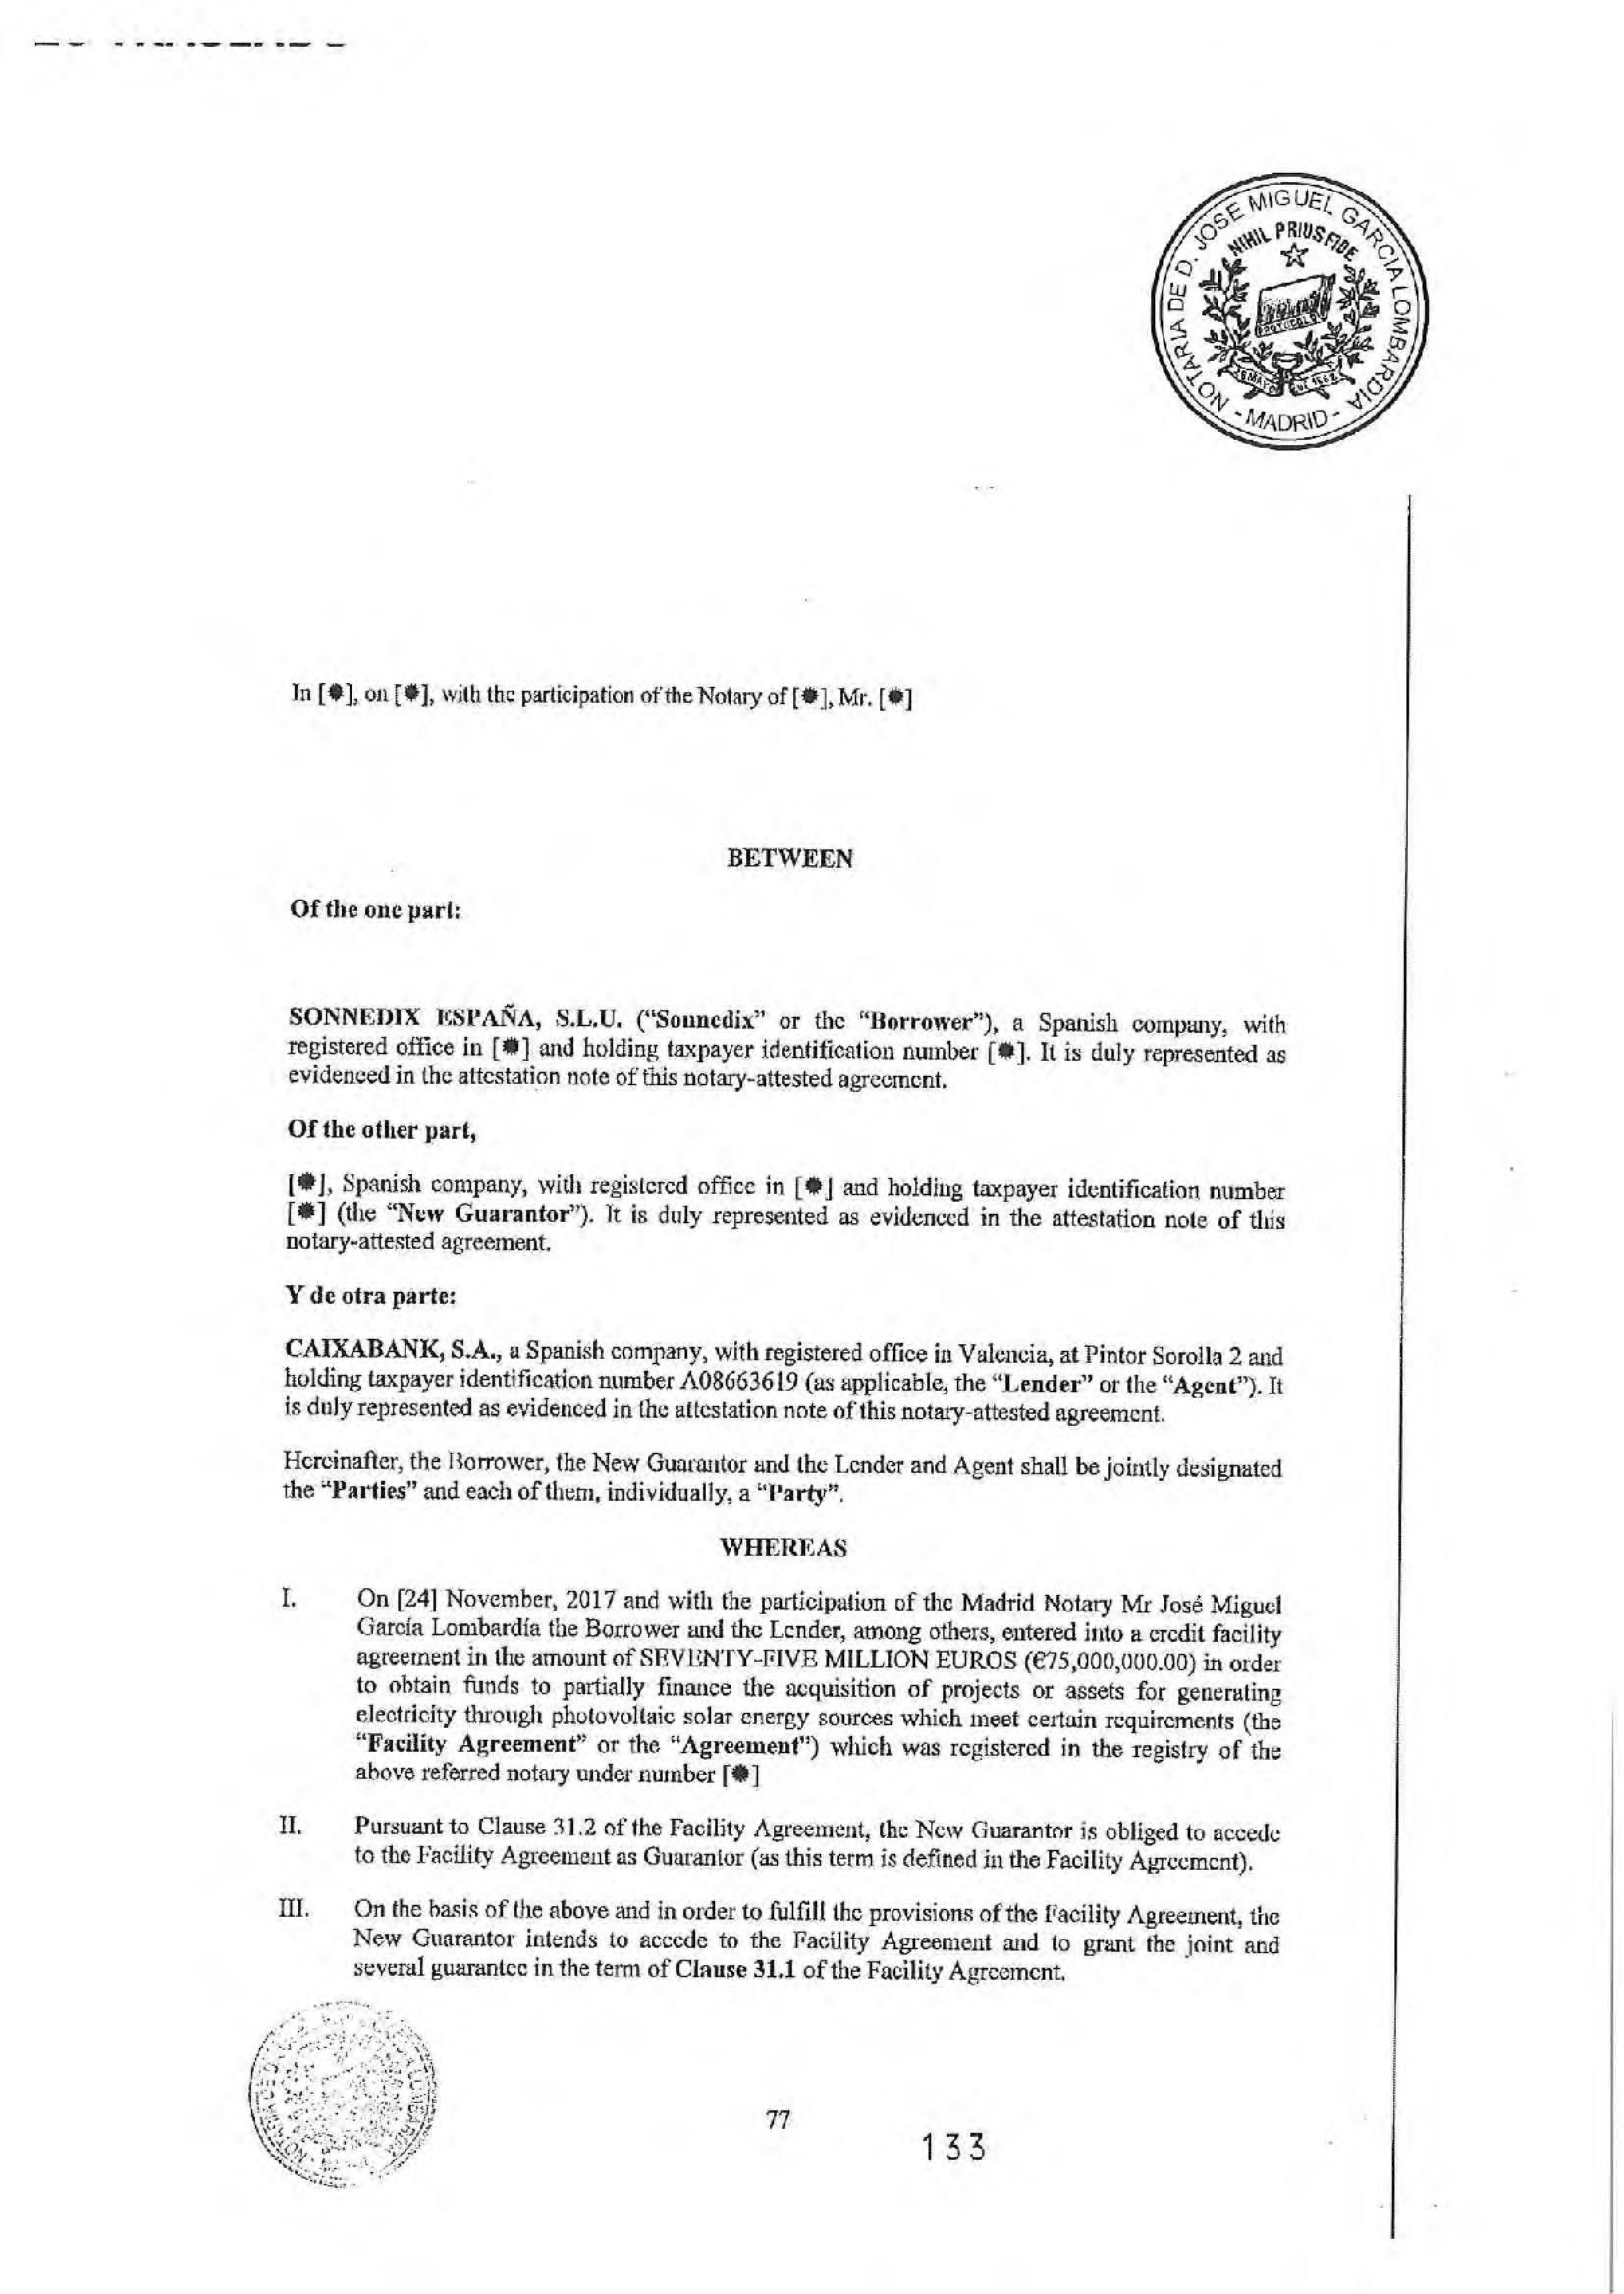 NOTARIA DE D. JOSE MIGUEL GARCIA LOMBARDIA
NIHIL PRIUS FIDE
PROTOCOLO
- MADRID -
In [✹], on [✹], with the participation of the Notary of [✹], Mr. [✹]
BETWEEN
Of the one part:
SONNEDIX ESPAÑA, S.L.U. (“Sonnedix” or the “Borrower”), a Spanish company, with
registered office in [✹] and holding taxpayer identification number [✹]. It is duly represented as
evidenced in the attestation note of this notary-attested agreement.
Of the other part,
[✹], Spanish company, with registered office in [✹] and holding taxpayer identification number
[✹] (the “New Guarantor”). It is duly represented as evidenced in the attestation note of this
notary-attested agreement.
Y de otra parte:
CAIXABANK, S.A., a Spanish company, with registered office in Valencia, at Pintor Sorolla 2 and
holding taxpayer identification number A08663619 (as applicable, the “Lender” or the “Agent”). It
is duly represented as evidenced in the attestation note of this notary-attested agreement.
Hereinafter, the Borrower, the New Guarantor and the Lender and Agent shall be jointly designated
the “Parties” and each of them, individually, a “Party”.
WHEREAS
I. On [24] November, 2017 and with the participation of the Madrid Notary Mr José Miguel
García Lombardía the Borrower and the Lender, among others, entered into a credit facility
agreement in the amount of SEVENTY-FIVE MILLION EUROS (€75,000,000.00) in order
to obtain funds to partially finance the acquisition of projects or assets for generating
electricity through photovoltaic solar energy sources which meet certain requirements (the
“Facility Agreement” or the “Agreement”) which was registered in the registry of the
above referred notary under number [✹]
II. Pursuant to Clause 31.2 of the Facility Agreement, the New Guarantor is obliged to accede
to the Facility Agreement as Guarantor (as this term is defined in the Facility Agreement).
III. On the basis of the above and in order to fulfill the provisions of the Facility Agreement, the
New Guarantor intends to accede to the Facility Agreement and to grant the joint and
several guarantee in the term of Clause 31.1 of the Facility Agreement.
77
133